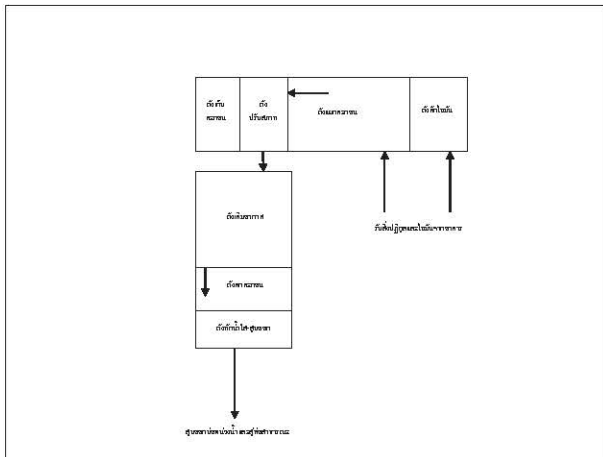 ถังเก็บ
ตะกอน
ถัง
ปรับสภาพ
ถังแยกตะกอน
ถังดักไขมัน
รับสิ่งปฏิกูลและไขมันจากอาคาร
ถังเติมอากาศ
ถังตกตะกอน
ถังพักน้ำใส-สูบออก